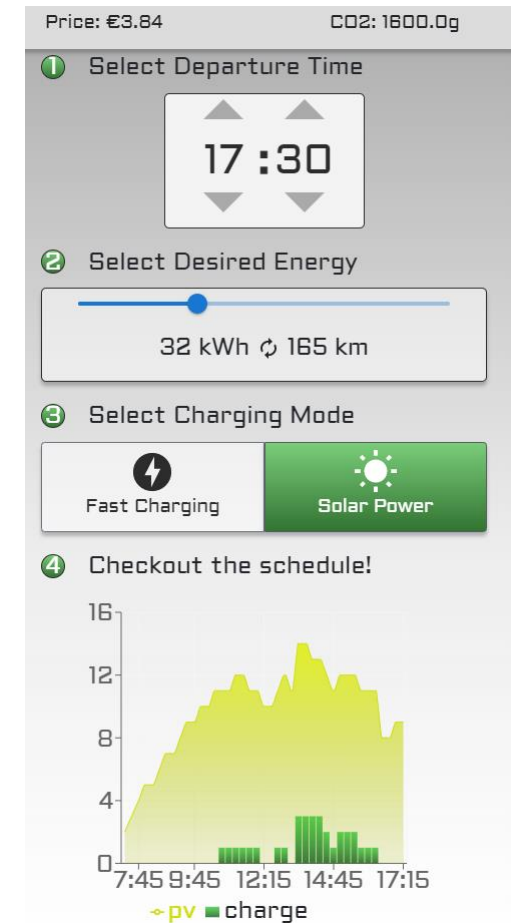 Price: €3.84 CO2: 1600.0g
1 Select Departure Time
17 : 30
2 Select Desired Energy
32 kWh 165 km
3 Select Charging Mode
Fast Charging Solar Power
4 Checkout the schedule!
16
12
8
4
0
7:45 9:45 12:15 14:45 17:15
pv charge